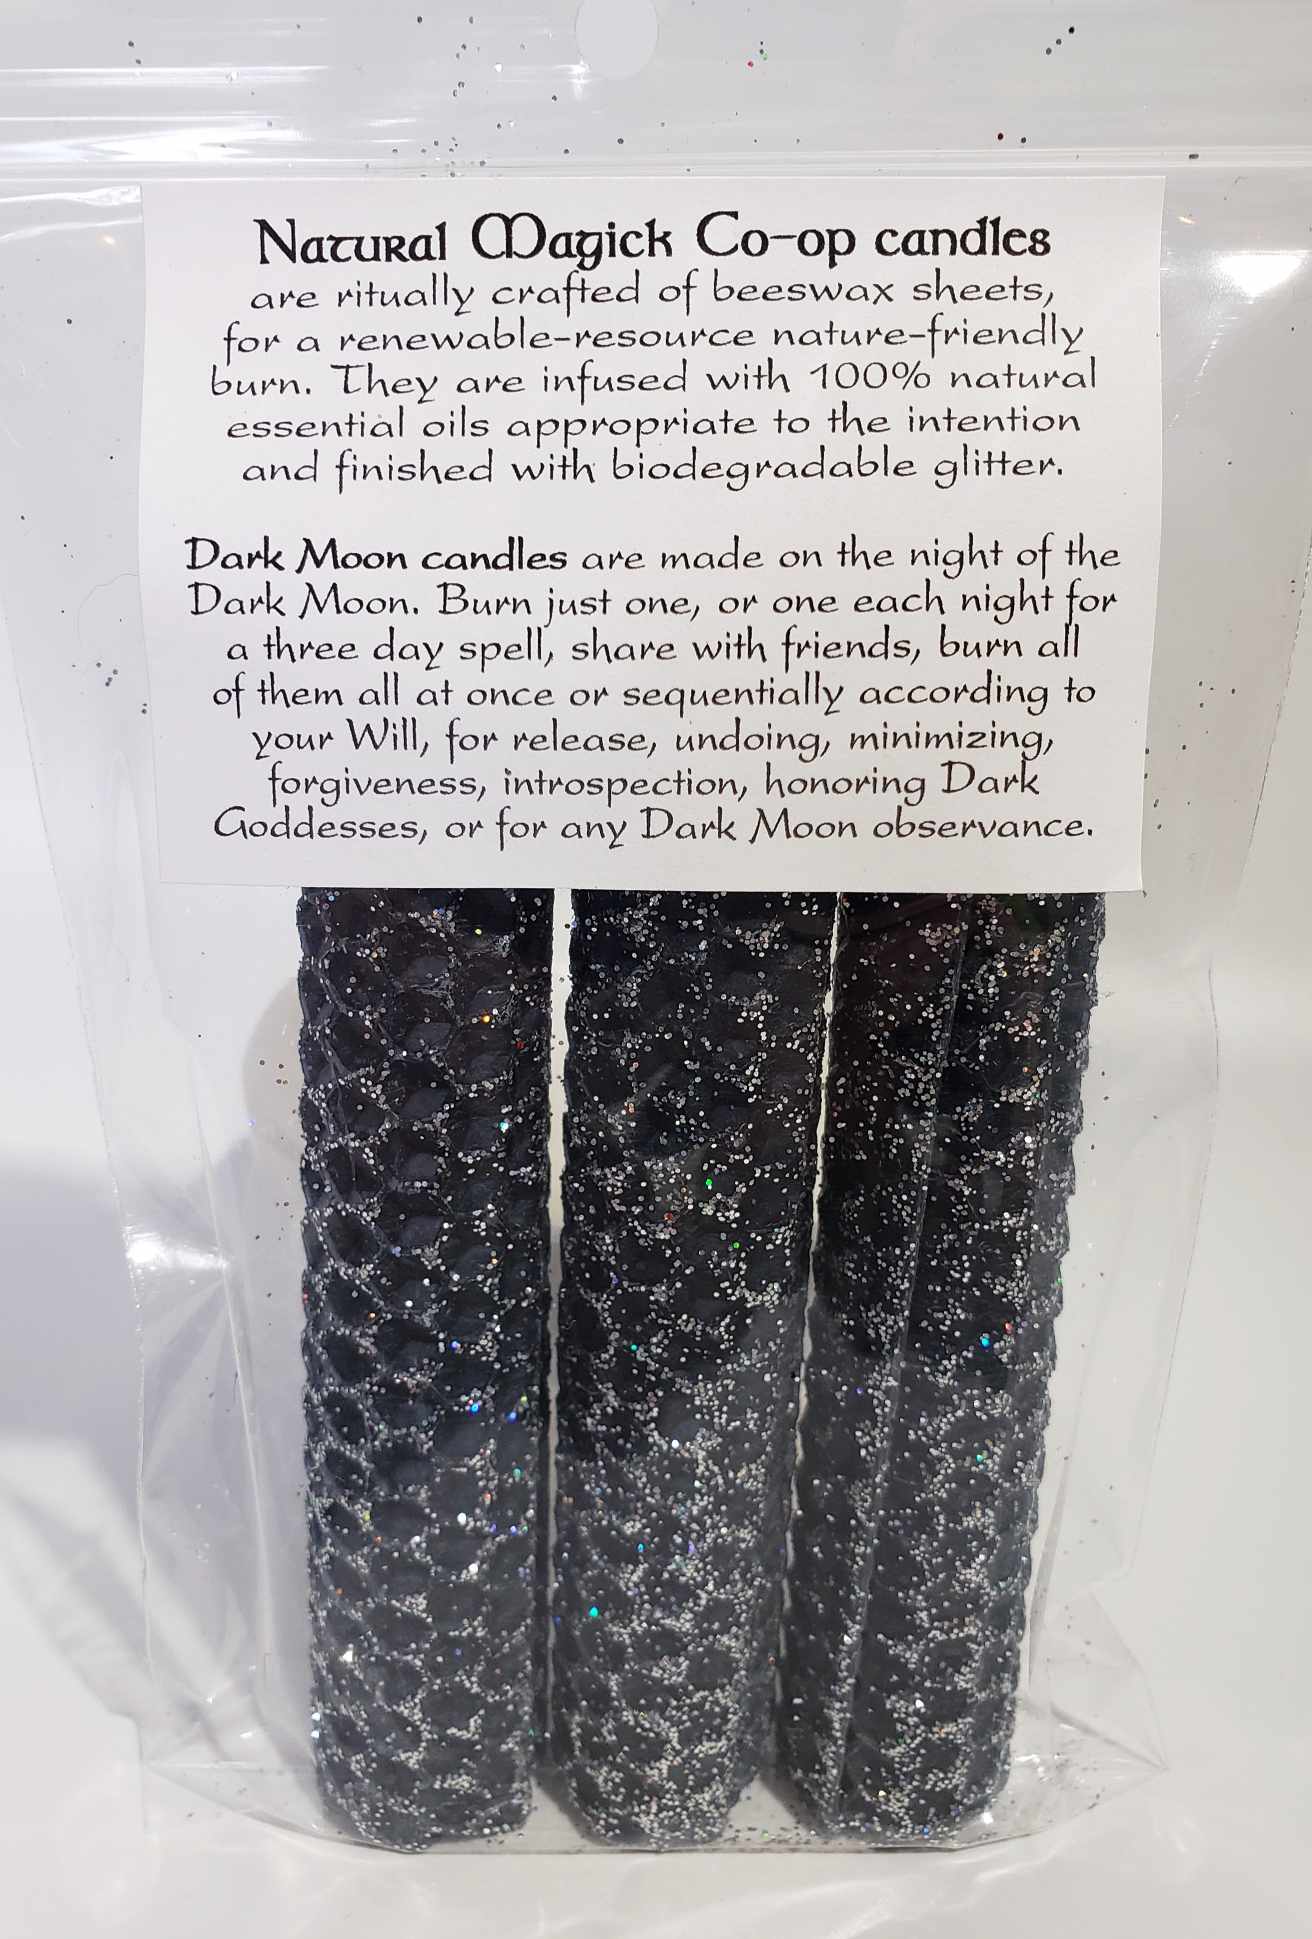 Natural Magick Co-op candles
are ritually crafted of beeswax sheets,
for a renewable-resource nature-friendly
burn. They are infused with 100% natural
essential oils appropriate to the intention
and finished with biodegradable glitter.
Dark Moon candles are made on the night of the
Dark Moon. Burn just one, or one each night for
a three day spell, share with friends, burn all
of them all at once or sequentially according to
your Will, for release, undoing, minimizing,
forgiveness, introspection, honoring Dark
Goddesses, or for any Dark Moon observance.